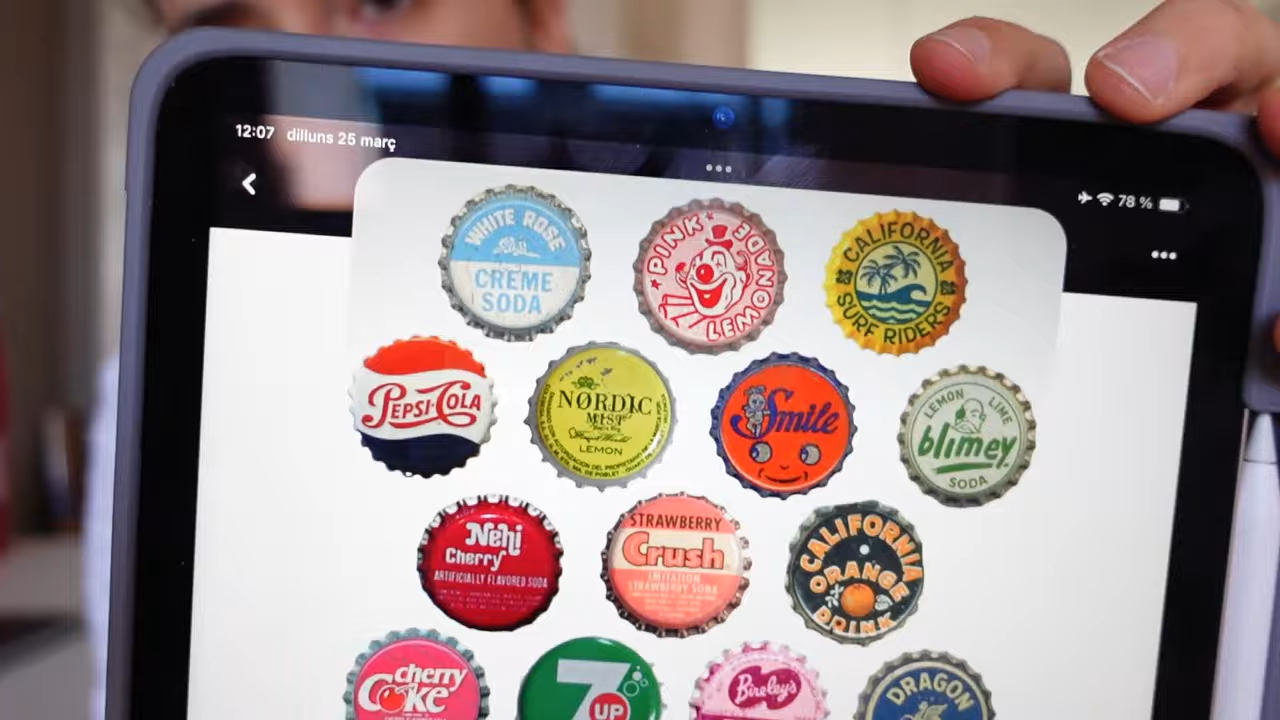 12:07 dilluns 25 març
78 %
WHITE ROSE
CREME
SODA
PINK
LEMONADE
CALIFORNIA
SURF RIDERS
PEPSI-COLA
NORDIC
MIST
LEMON
Smile
LEMON LIME
blimey
SODA
Nehi
Cherry
ARTIFICIALLY FLAVORED SODA
STRAWBERRY
Crush
IMITATION
STRAWBERRY SODA
CALIFORNIA
ORANGE
DRINK
cherry
Coke
7
UP
Bireley's
DRAGON